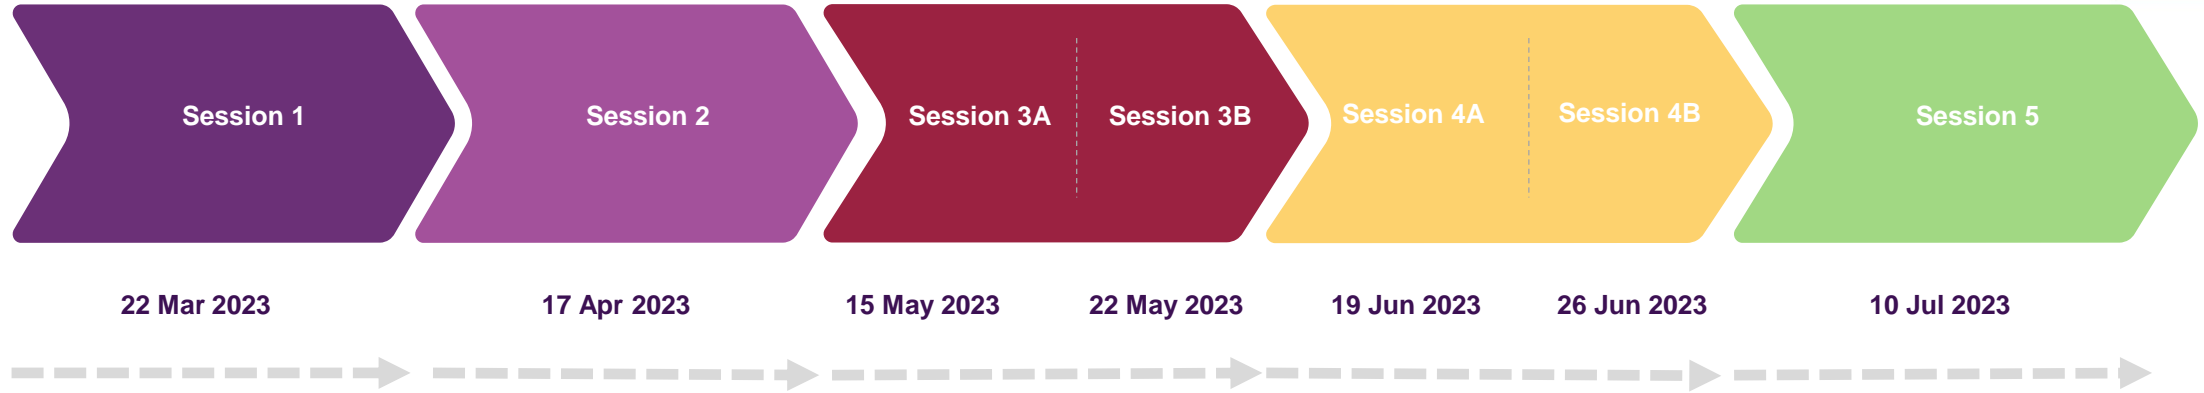 Session 1
Session 2
Session 3A
Session 3B
Session 4A
Session 4B
Session 5
22 Mar 2023
17 Apr 2023
15 May 2023
22 May 2023
19 Jun 2023
26 Jun 2023
10 Jul 2023